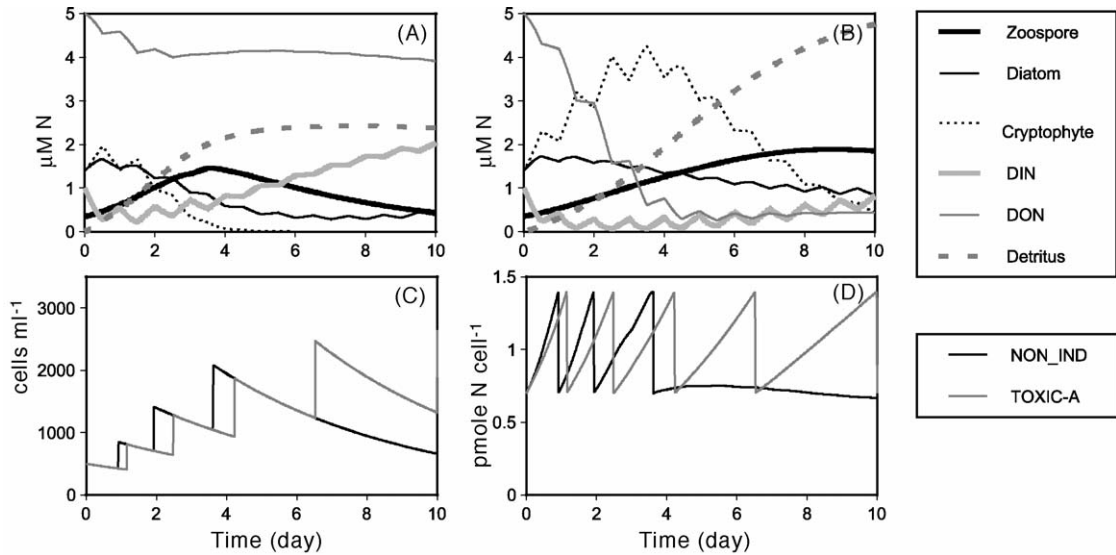 5
4
3
2
1
0
μM N
(A)
0 2 4 6 8 10
5
4
3
2
1
0
μM N
(B)
0 2 4 6 8 10
Zoospore
Diatom
Cryptophyte
DIN
DON
Detritus
3000
2000
1000
0
cells ml⁻¹
(C)
0 2 4 6 8 10
Time (day)
1.5
1
0.5
0
pmole N cell⁻¹
(D)
0 2 4 6 8 10
Time (day)
NON_IND
TOXIC-A